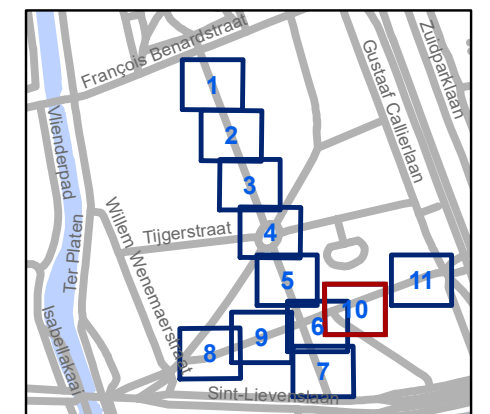 François Benardstraat
Zuidparklaan
Gustaaf Callierlaan
1
Vlienderpad
2
3
Willem Wenemaerstraat
Tijgerstraat
4
Ter Platen
5
11
10
Isabellakaai
6
9
8
7
Sint-Lievenslaan